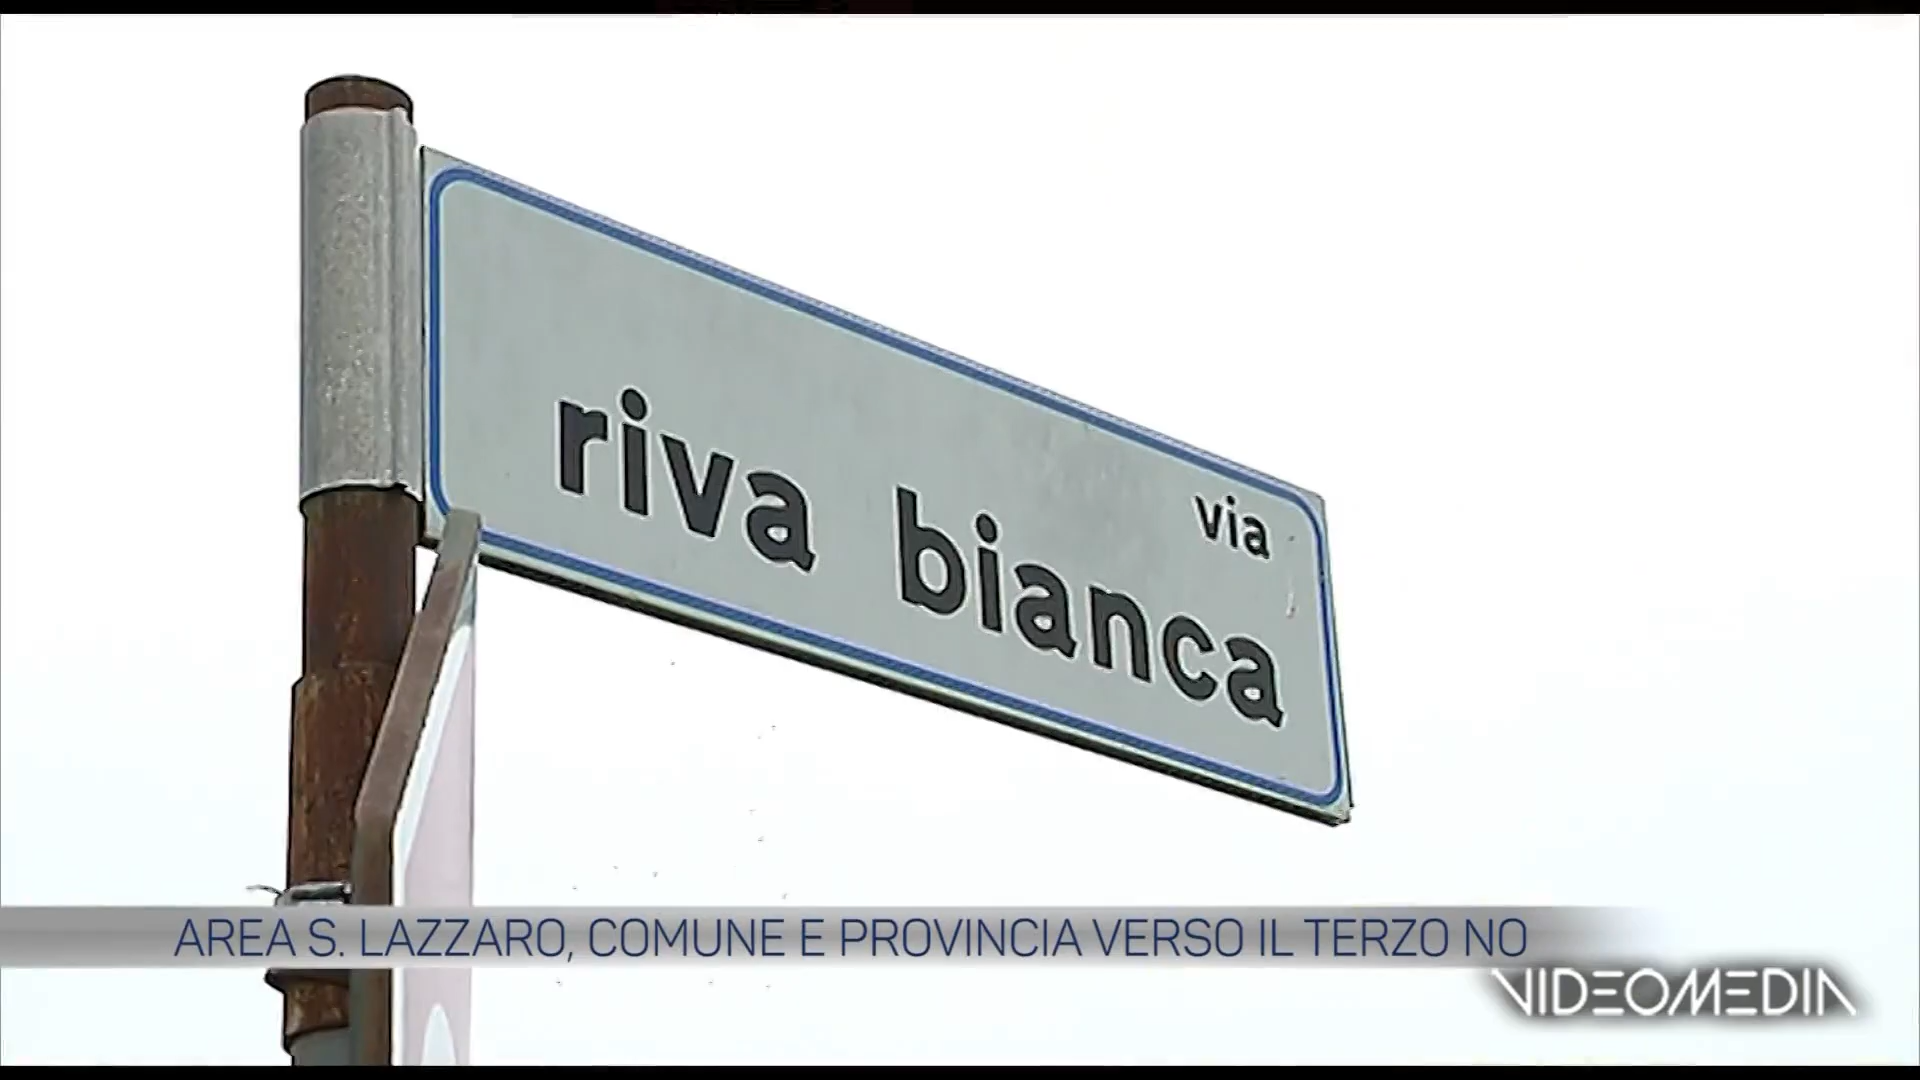 via
riva bianca
AREA S. LAZZARO, COMUNE E PROVINCIA VERSO IL TERZO NO
VIDEOMEDIA